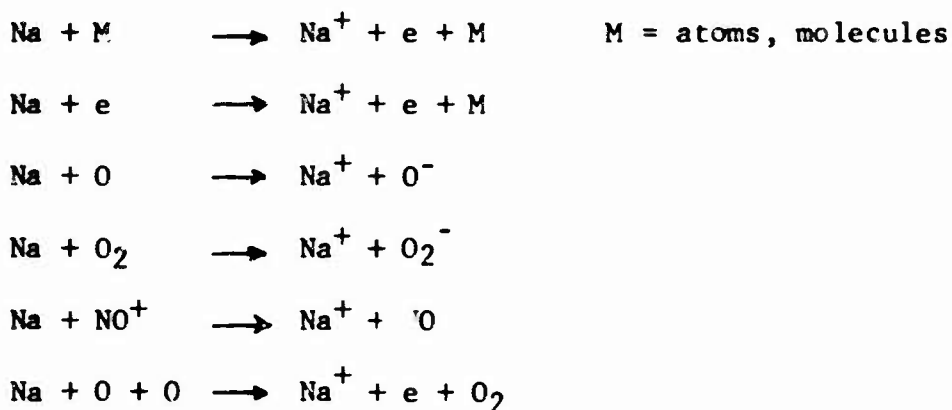 Na + M → Na⁺ + e + M M = atoms, molecules
Na + e → Na⁺ + e + M
Na + O → Na⁺ + O⁻
Na + O₂ → Na⁺ + O₂⁻
Na + NO⁺ → Na⁺ + O
Na + O + O → Na⁺ + e + O₂